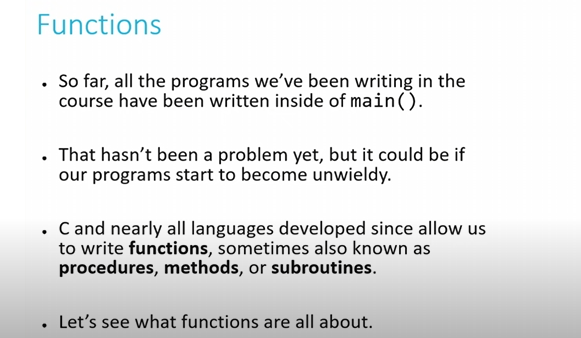 Functions
• So far, all the programs we've been writing in the
course have been written inside of main().
• That hasn't been a problem yet, but it could be if
our programs start to become unwieldy.
• C and nearly all languages developed since allow us
to write functions, sometimes also known as
procedures, methods, or subroutines.
• Let's see what functions are all about.